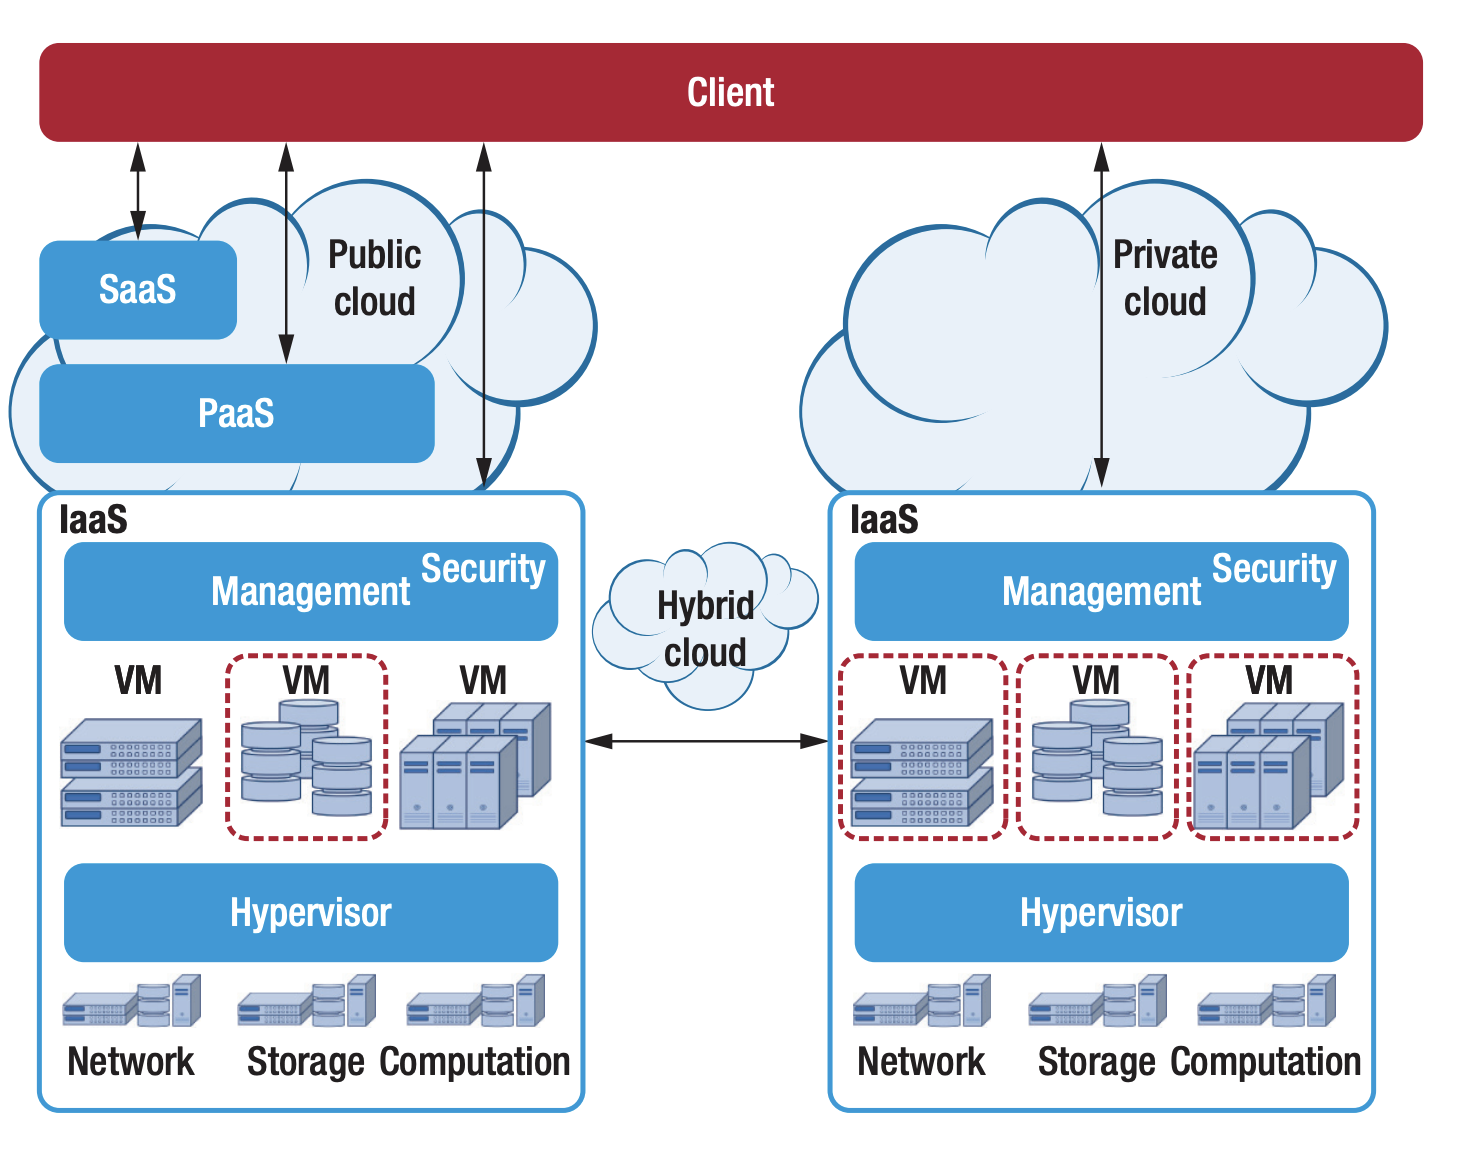 Client
SaaS
Public
cloud
PaaS
Private
cloud
IaaS
Management
Security
VM
VM
VM
Hypervisor
Network
Storage
Computation
Hybrid
cloud
IaaS
Management
Security
VM
VM
VM
Hypervisor
Network
Storage
Computation